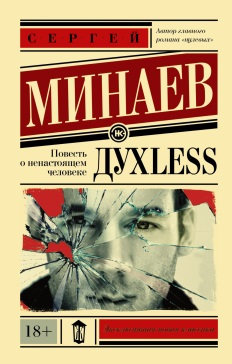 СЕРГЕЙ
Автор главного
романа «нулевых»
МИНАЕВ
Повесть
о ненастоящем
человеке
ДУХLESS
18+